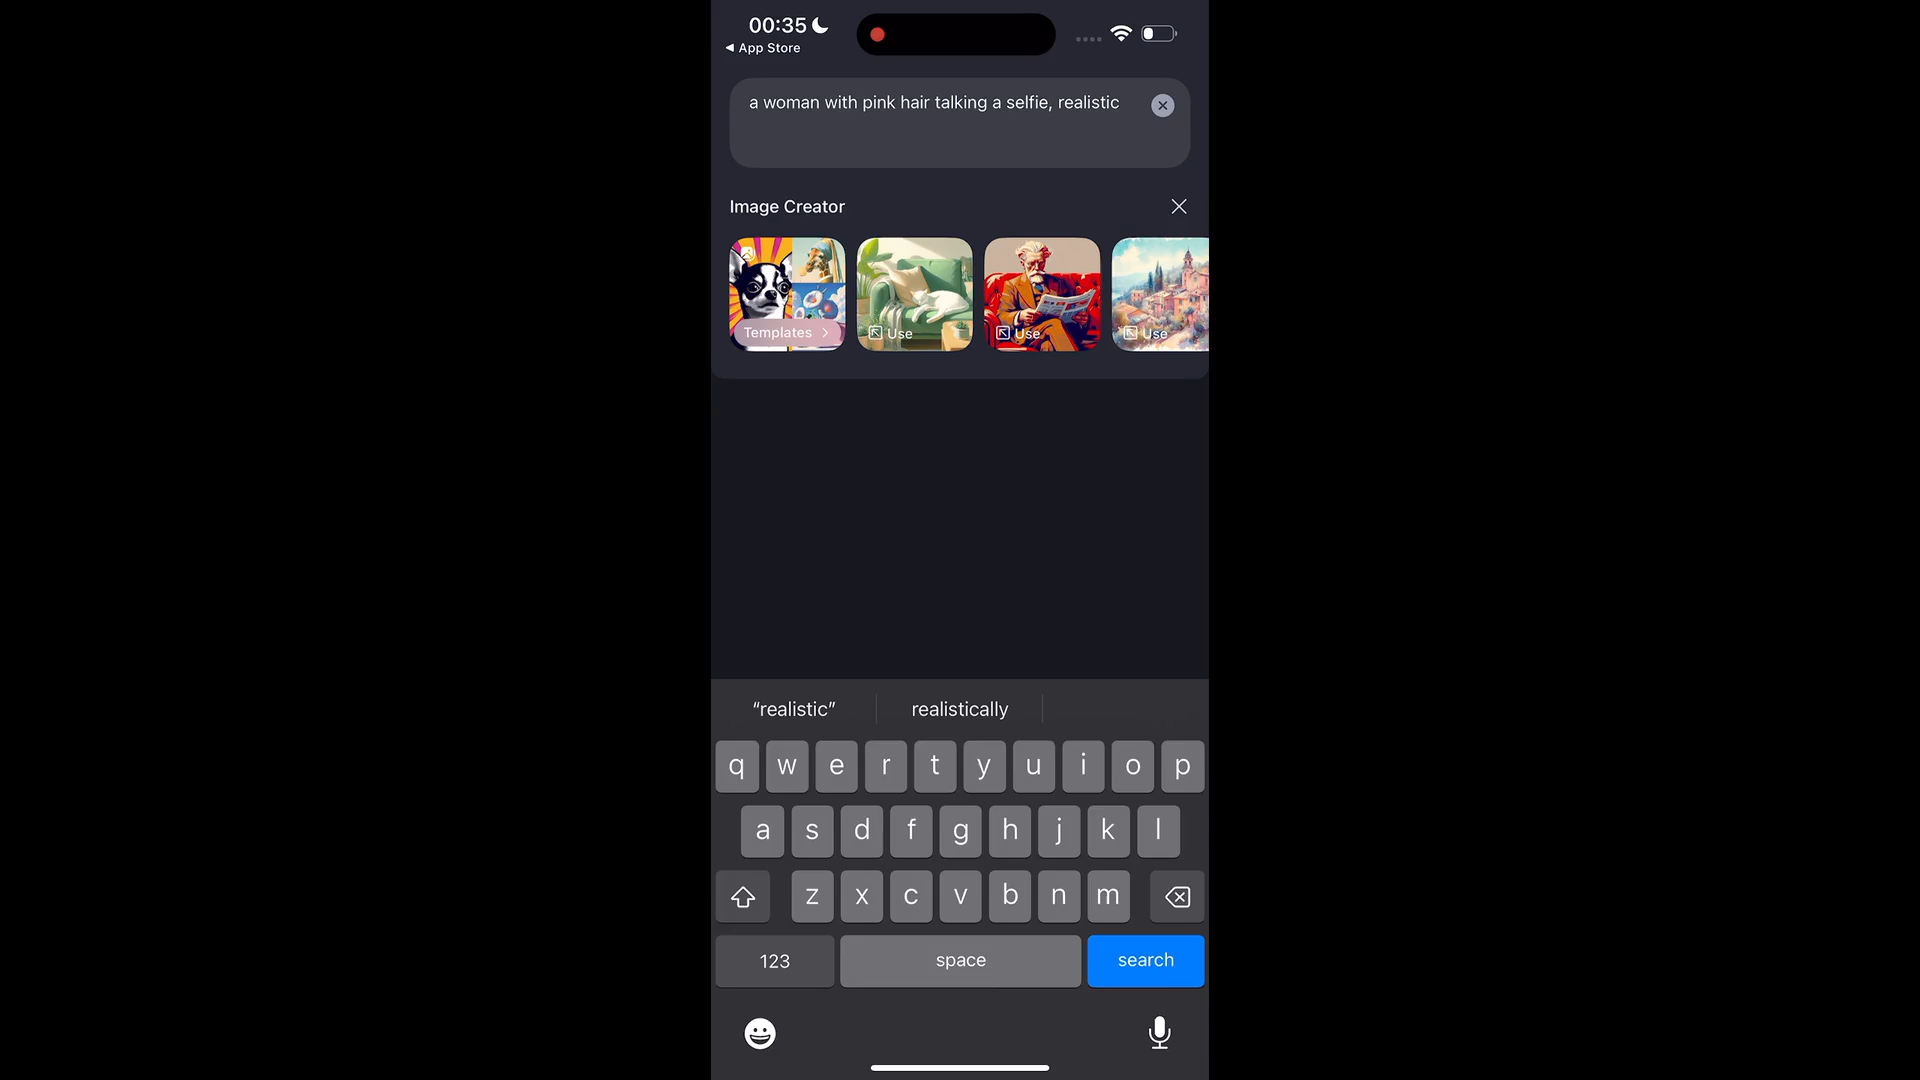 00:35
◀ App Store
a woman with pink hair talking a selfie, realistic
Image Creator
Templates >
Use
Use
Use
“realistic”
realistically
q w e r t y u i o p
a s d f g h j k l
z x c v b n m
123
space
search